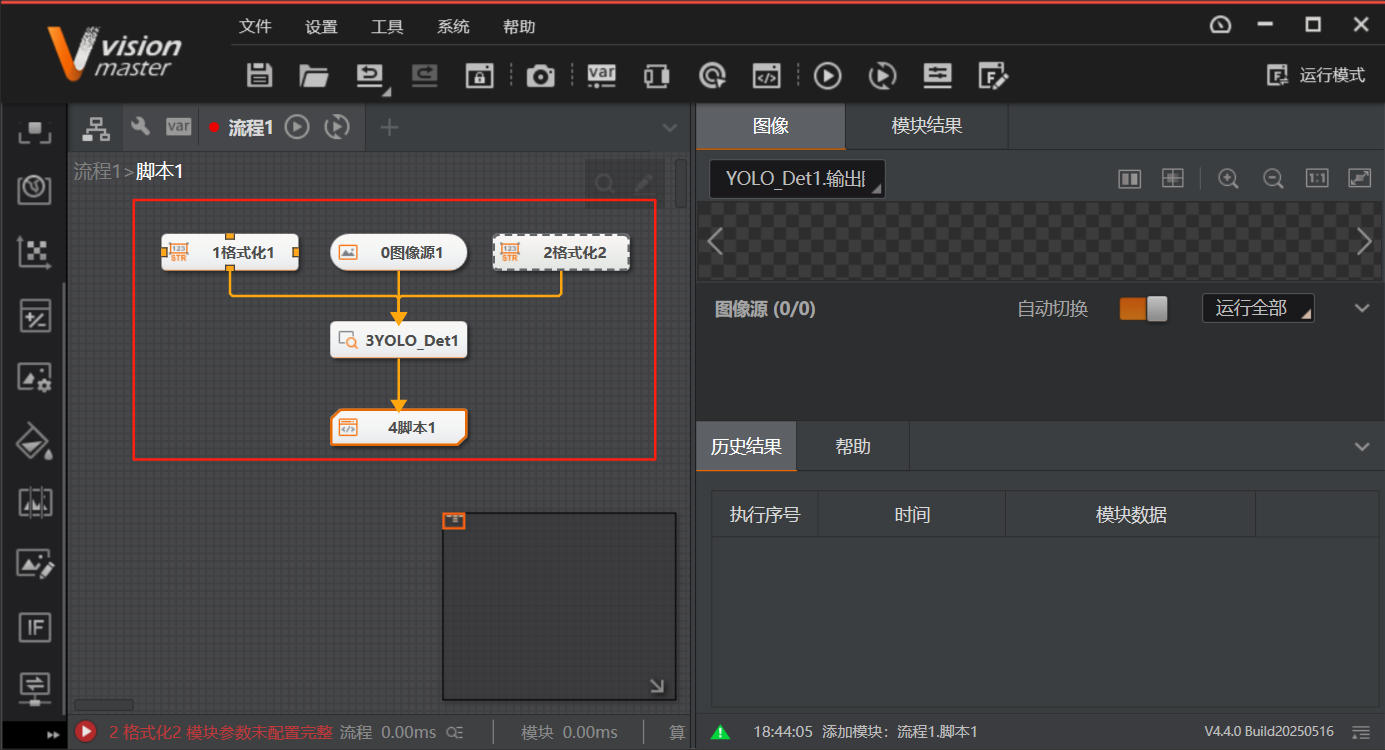 vision
master
文件 设置 工具 系统 帮助
var
运行模式
var 流程1
流程1>脚本1
123 STR 1格式化1
0图像源1
123 STR 2格式化2
3YOLO_Det1
4脚本1
IF
2 格式化2 模块参数未配置完整 流程 0.00ms 模块 0.00ms 算
图像 模块结果
YOLO_Det1.输出
1:1
图像源 (0/0) 自动切换 运行全部
历史结果 帮助
执行序号 时间 模块数据
18:44:05 添加模块：流程1.脚本1 V4.4.0 Build20250516